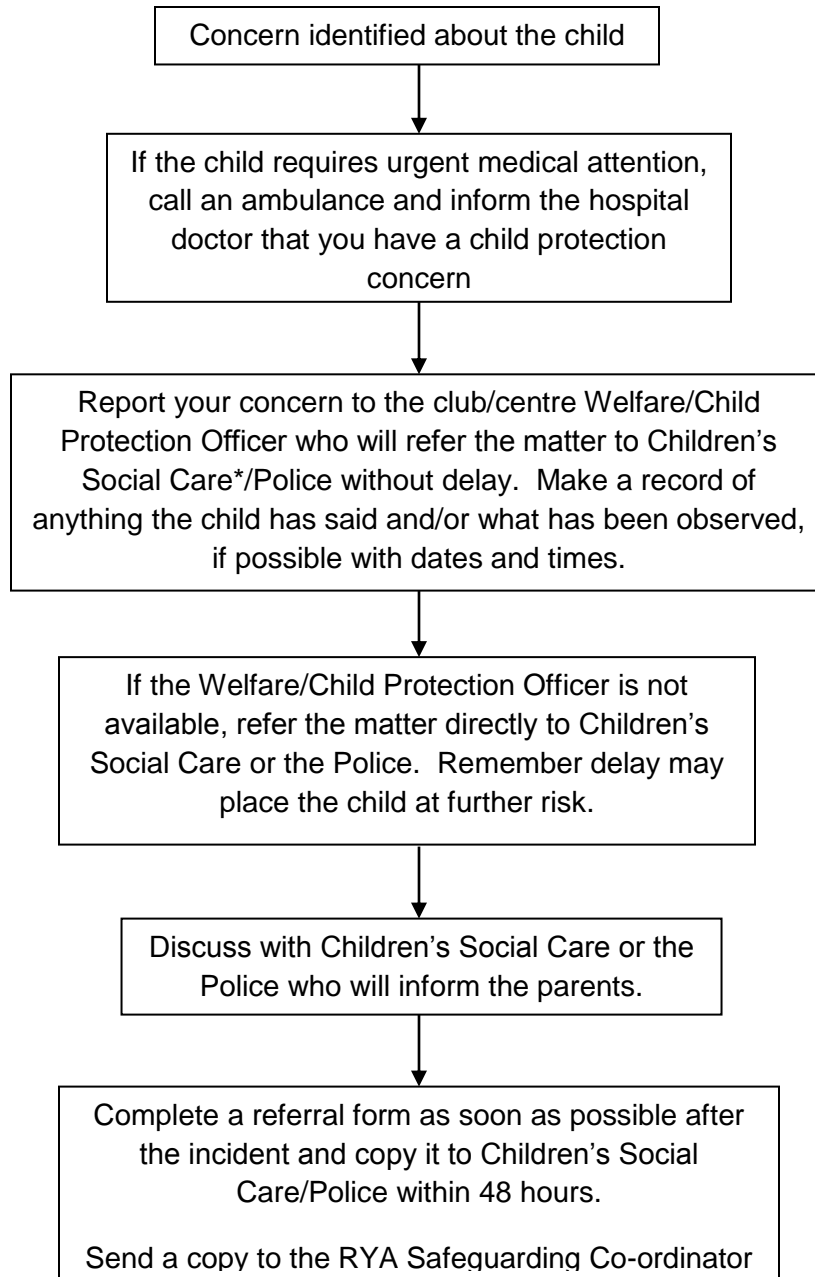 Concern identified about the child
If the child requires urgent medical attention,
call an ambulance and inform the hospital
doctor that you have a child protection
concern
Report your concern to the club/centre Welfare/Child
Protection Officer who will refer the matter to Children’s
Social Care*/Police without delay.  Make a record of
anything the child has said and/or what has been observed,
if possible with dates and times.
If the Welfare/Child Protection Officer is not
available, refer the matter directly to Children’s
Social Care or the Police.  Remember delay may
place the child at further risk.
Discuss with Children’s Social Care or the
Police who will inform the parents.
Complete a referral form as soon as possible after
the incident and copy it to Children’s Social
Care/Police within 48 hours.
Send a copy to the RYA Safeguarding Co-ordinator